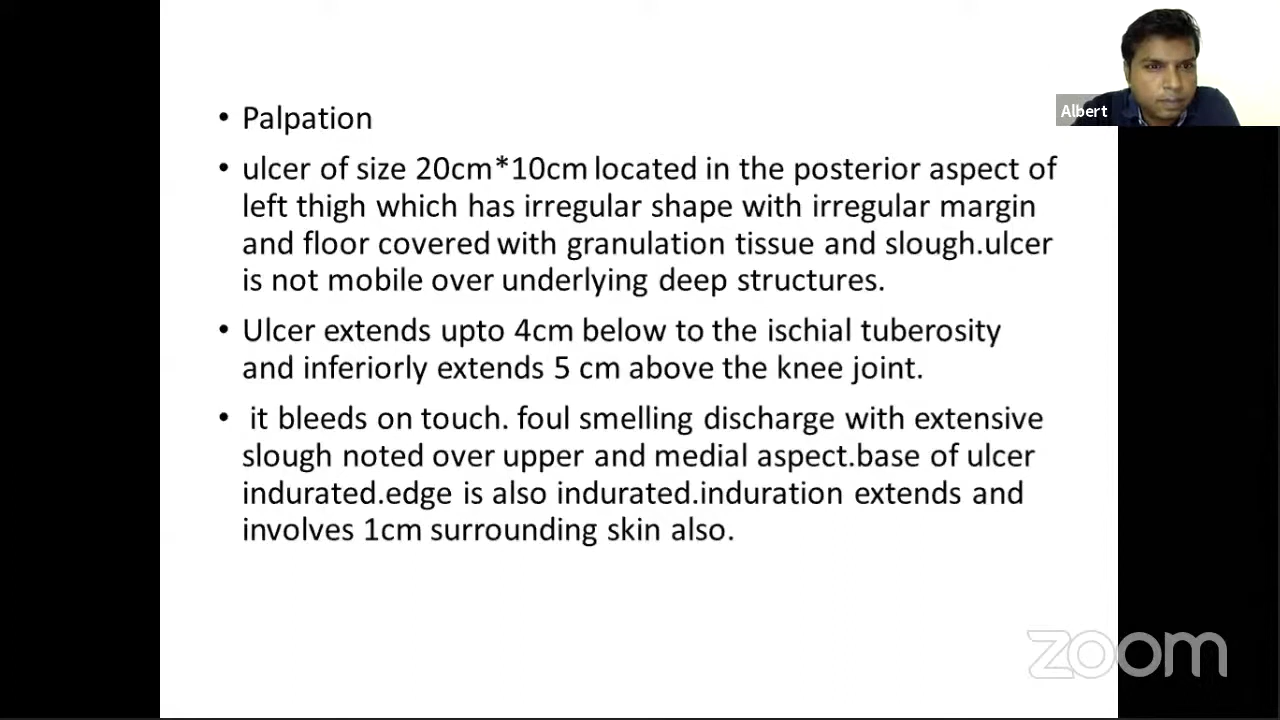 • Palpation
Albert
• ulcer of size 20cm*10cm located in the posterior aspect of
left thigh which has irregular shape with irregular margin
and floor covered with granulation tissue and slough.ulcer
is not mobile over underlying deep structures.
• Ulcer extends upto 4cm below to the ischial tuberosity
and inferiorly extends 5 cm above the knee joint.
• it bleeds on touch. foul smelling discharge with extensive
slough noted over upper and medial aspect.base of ulcer
indurated.edge is also indurated.induration extends and
involves 1cm surrounding skin also.
zoom